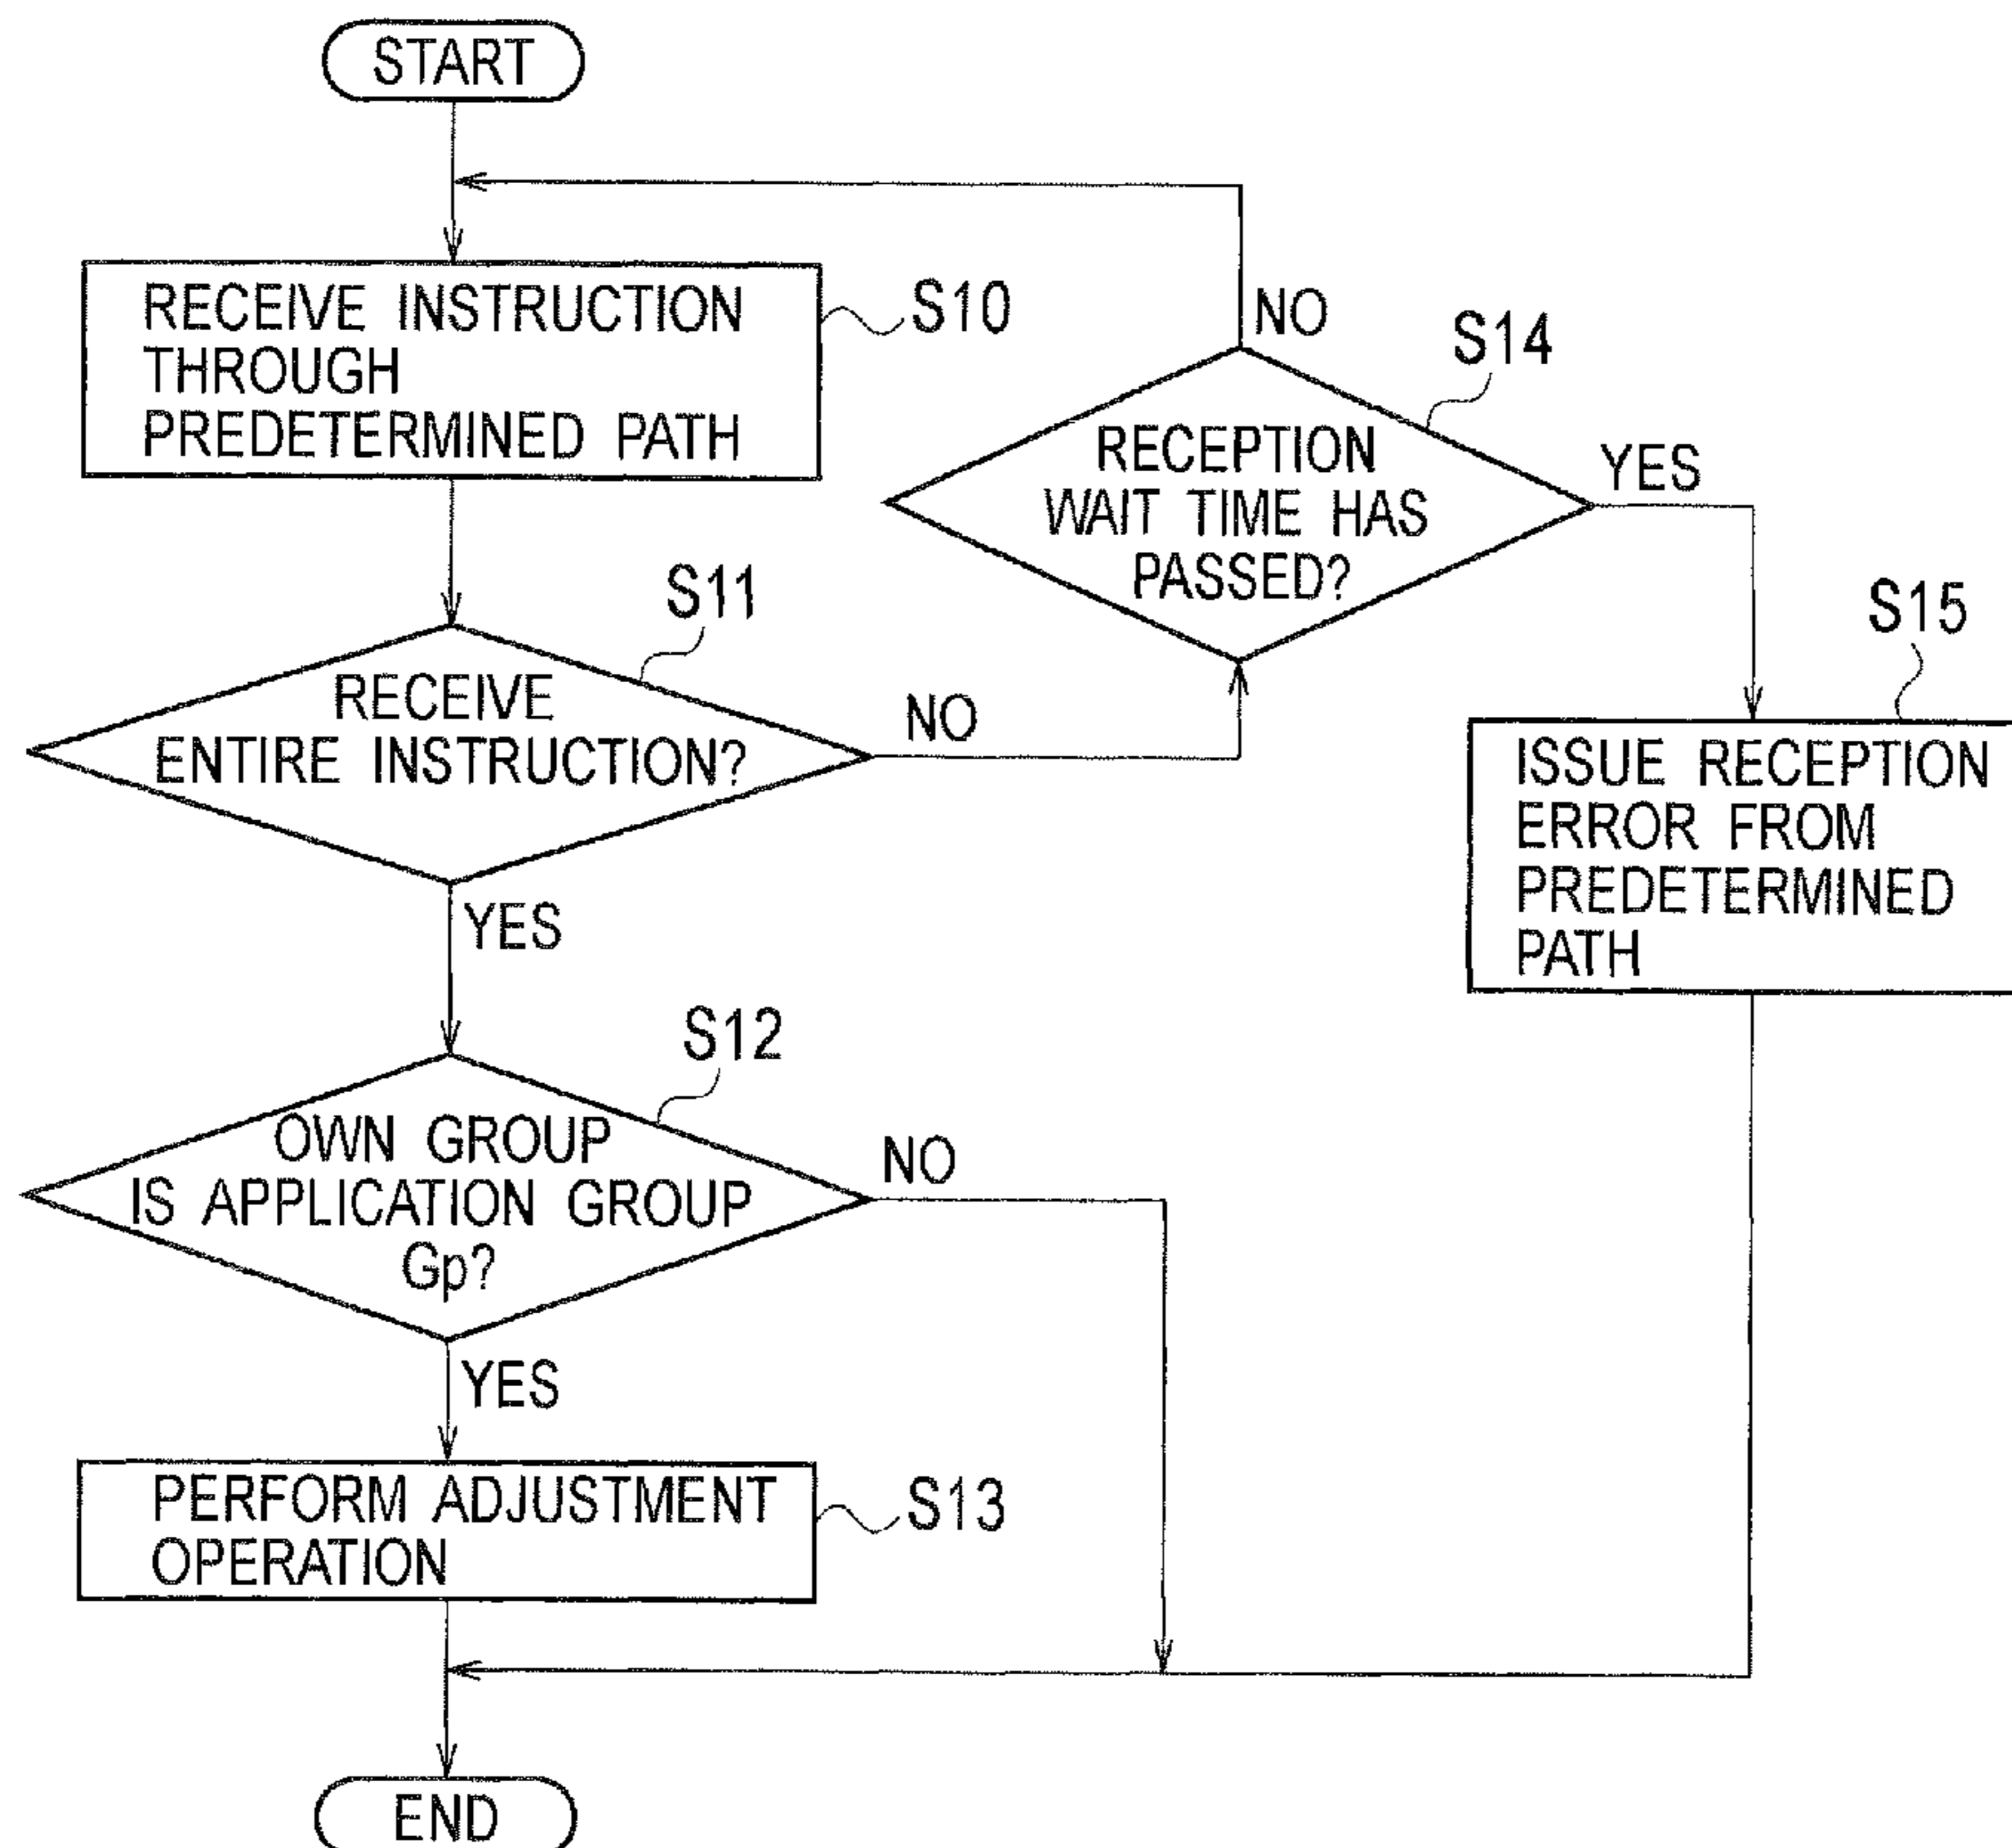 START
RECEIVE INSTRUCTION
THROUGH
PREDETERMINED PATH
S10
NO
S14
RECEPTION
WAIT TIME HAS
PASSED?
YES
S11
RECEIVE
ENTIRE INSTRUCTION?
NO
YES
S15
ISSUE RECEPTION
ERROR FROM
PREDETERMINED
PATH
S12
OWN GROUP
IS APPLICATION GROUP
Gp?
NO
YES
PERFORM ADJUSTMENT
OPERATION
S13
END